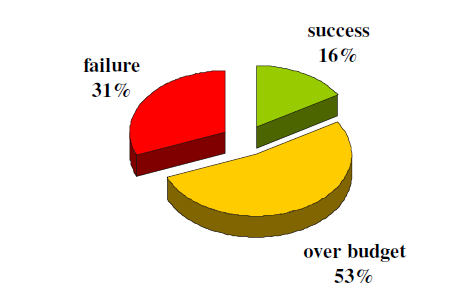 success
16%
failure
31%
over budget
53%